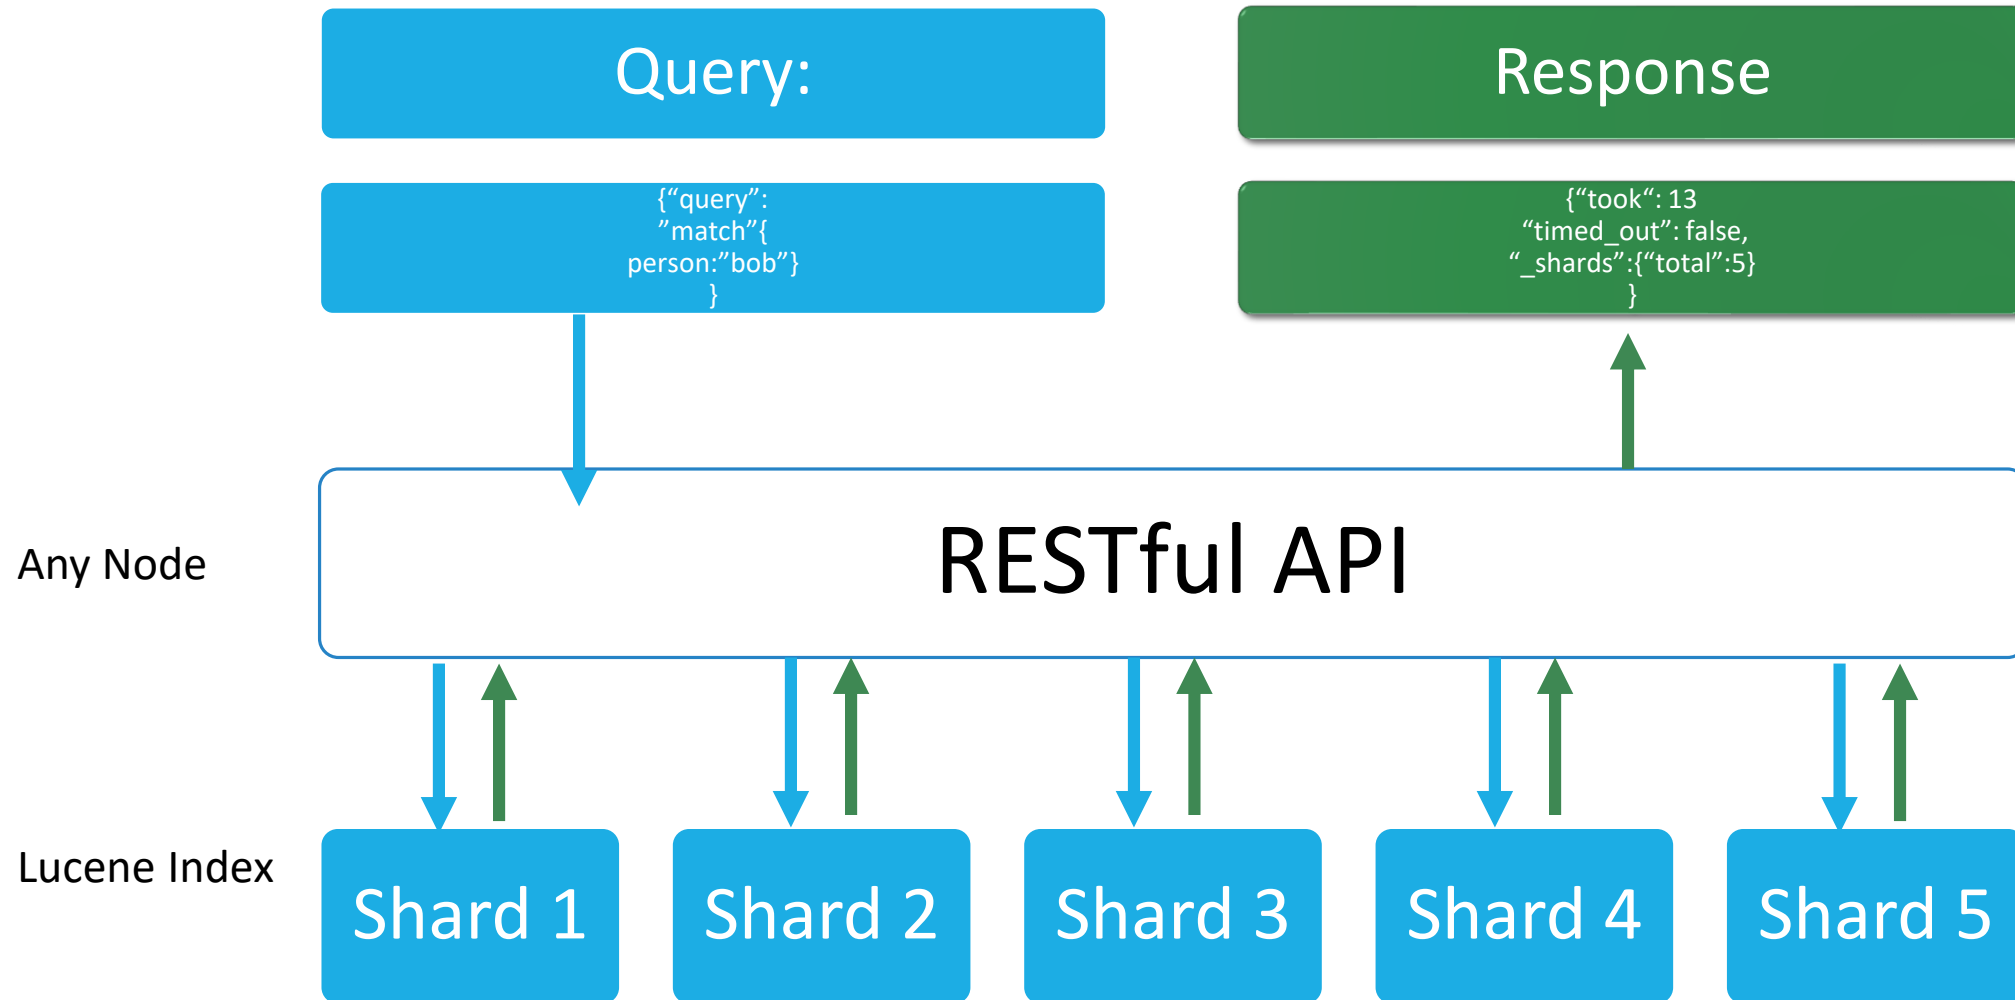 Query:
Response
{“query”:
”match”{
person:”bob”}
}
{“took“: 13
“timed_out”: false,
“_shards”:{“total”:5}
}
Any Node
RESTful API
Lucene Index
Shard 1
Shard 2
Shard 3
Shard 4
Shard 5